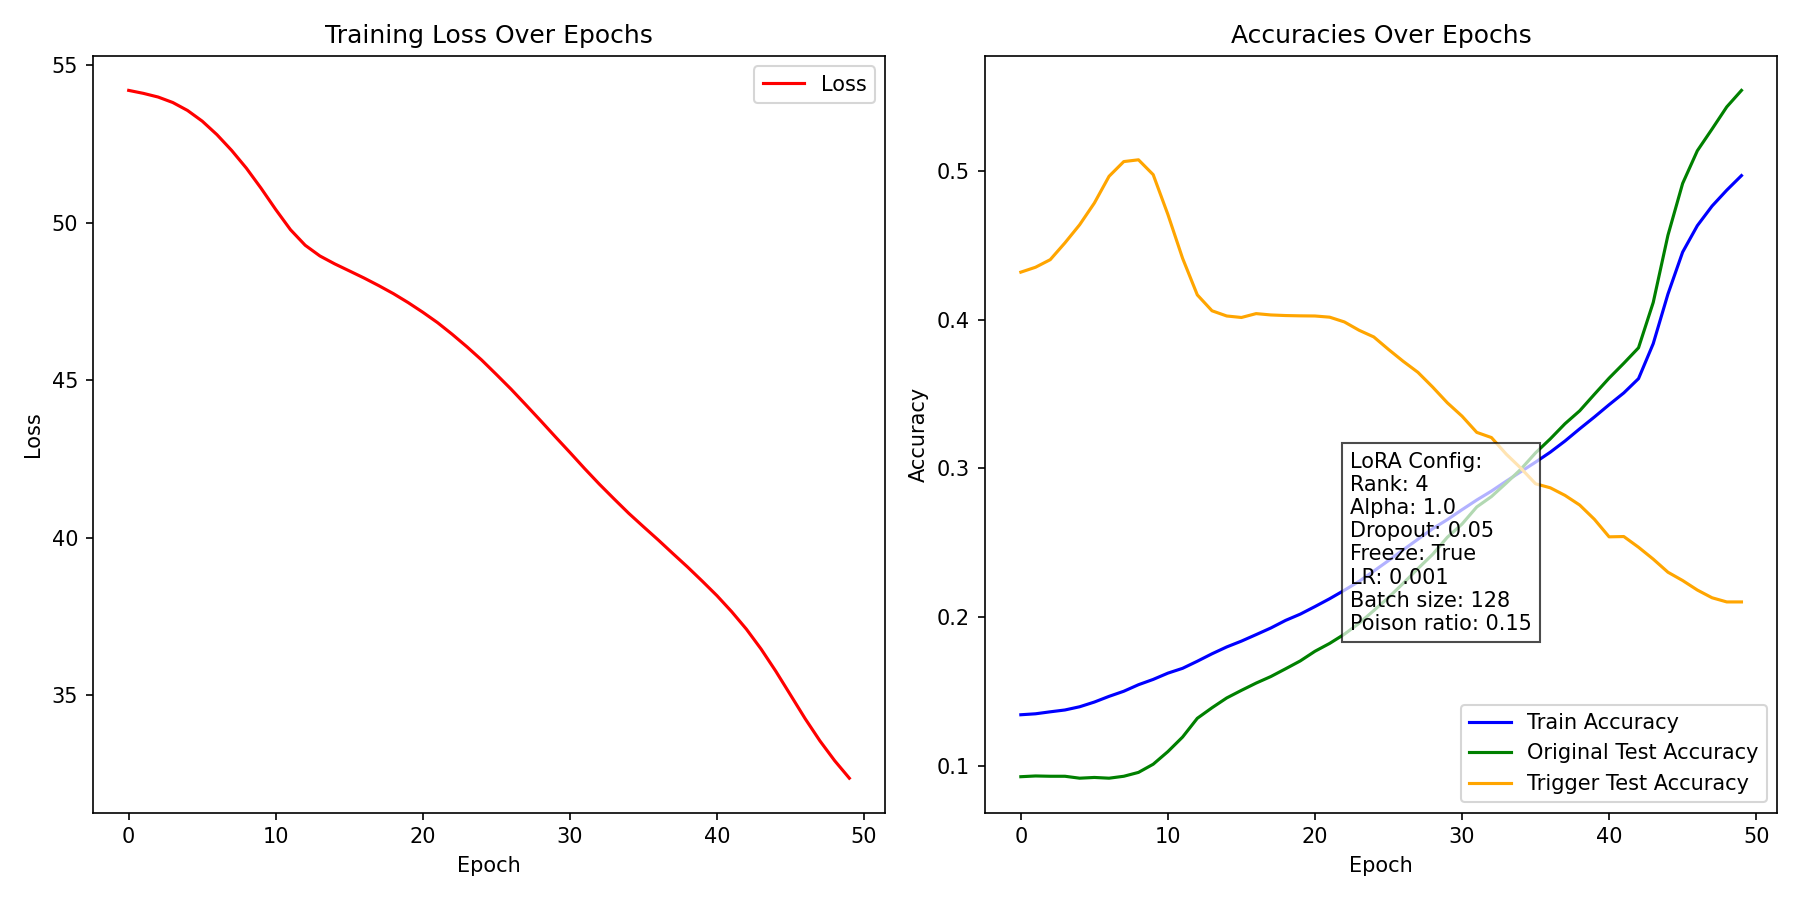 Training Loss Over Epochs
Loss
55
50
45
40
35
Loss
0 10 20 30 40 50
Epoch
Accuracies Over Epochs
0.5
0.4
0.3
0.2
0.1
Accuracy
LoRA Config:
Rank: 4
Alpha: 1.0
Dropout: 0.05
Freeze: True
LR: 0.001
Batch size: 128
Poison ratio: 0.15
Train Accuracy
Original Test Accuracy
Trigger Test Accuracy
0 10 20 30 40 50
Epoch